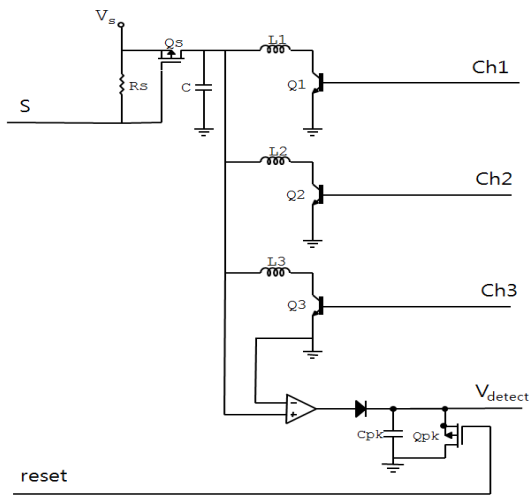 Vs
Qs
L1
Rs
C
Q1
Ch1
S
L2
Q2
Ch2
L3
Q3
Ch3
−
+
Vdetect
Cpk
Qpk
reset